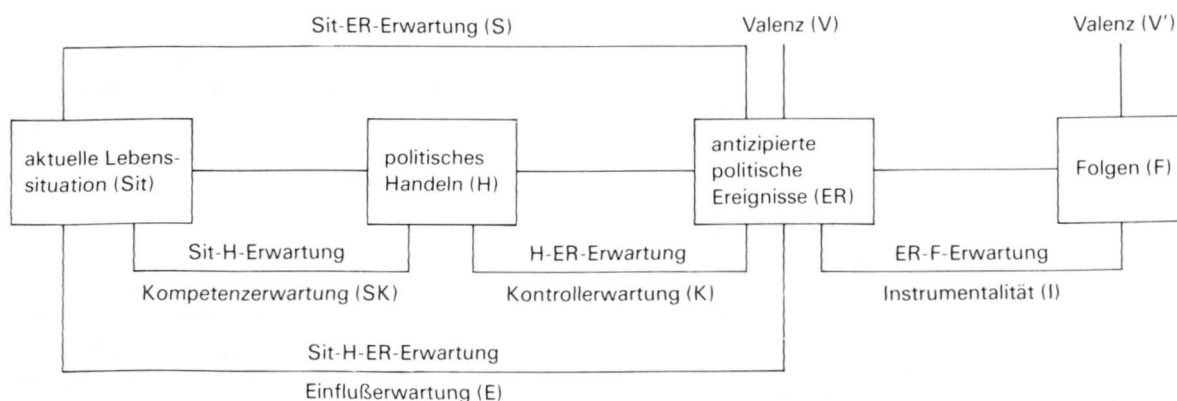 Sit-ER-Erwartung (S)
Valenz (V)
Valenz (V')
aktuelle Lebens-
situation (Sit)
politisches
Handeln (H)
antizipierte
politische
Ereignisse (ER)
Folgen (F)
Sit-H-Erwartung
Kompetenzerwartung (SK)
H-ER-Erwartung
Kontrollerwartung (K)
ER-F-Erwartung
Instrumentalität (I)
Sit-H-ER-Erwartung
Einflußerwartung (E)